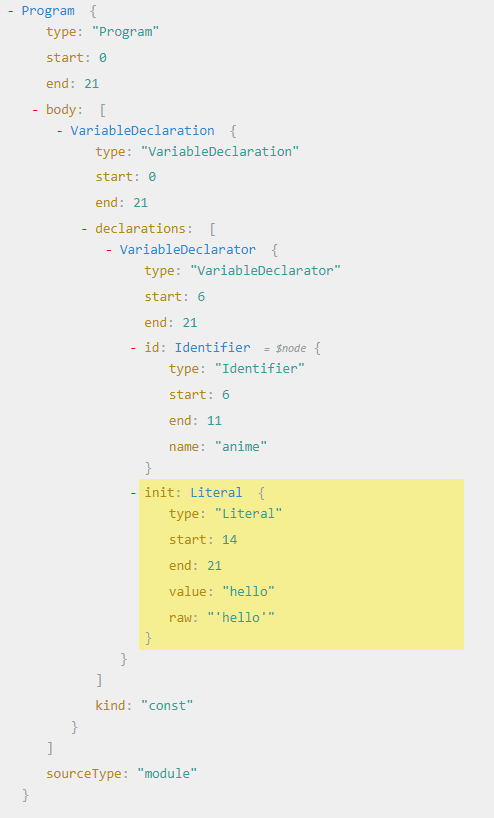 - Program {
type: "Program"
start: 0
end: 21
- body: [
- VariableDeclaration {
type: "VariableDeclaration"
start: 0
end: 21
- declarations: [
- VariableDeclarator {
type: "VariableDeclarator"
start: 6
end: 21
- id: Identifier = $node {
type: "Identifier"
start: 6
end: 11
name: "anime"
}
- init: Literal {
type: "Literal"
start: 14
end: 21
value: "hello"
raw: "'hello'"
}
}
]
kind: "const"
}
]
sourceType: "module"
}